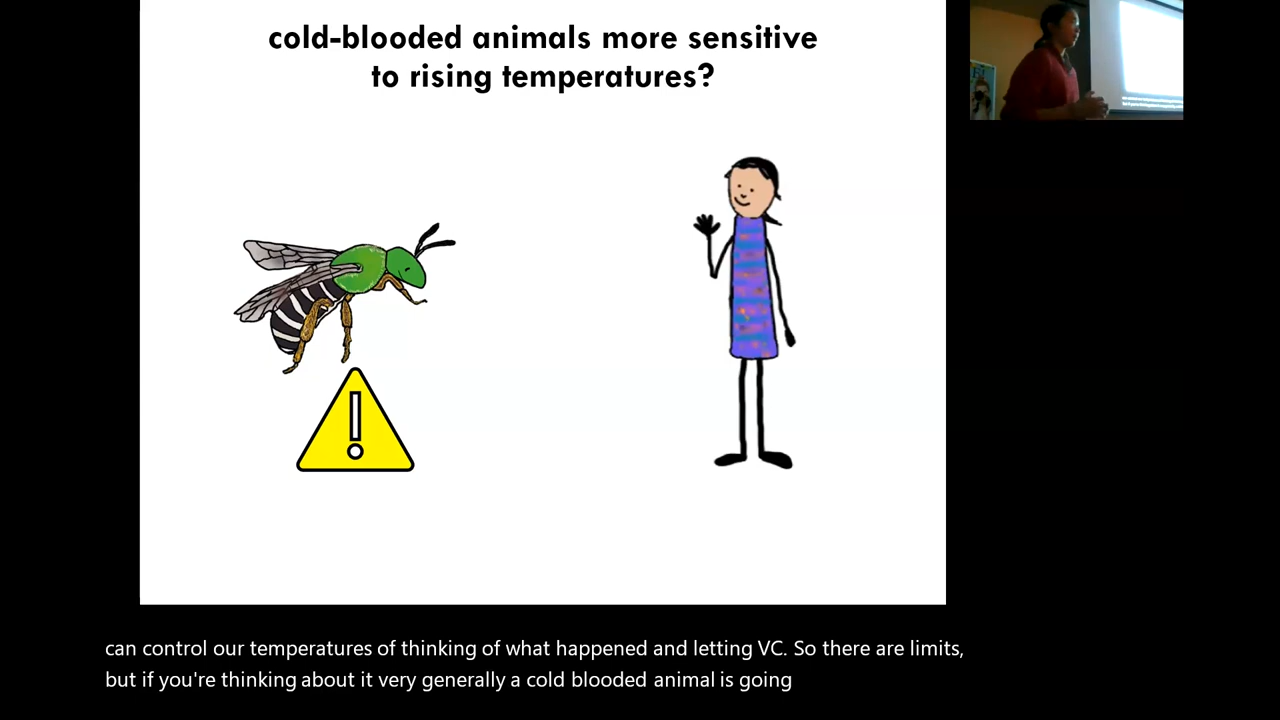 cold-blooded animals more sensitive
to rising temperatures?
can control our temperatures of thinking of what happened and letting VC. So there are limits,
but if you're thinking about it very generally a cold blooded animal is going